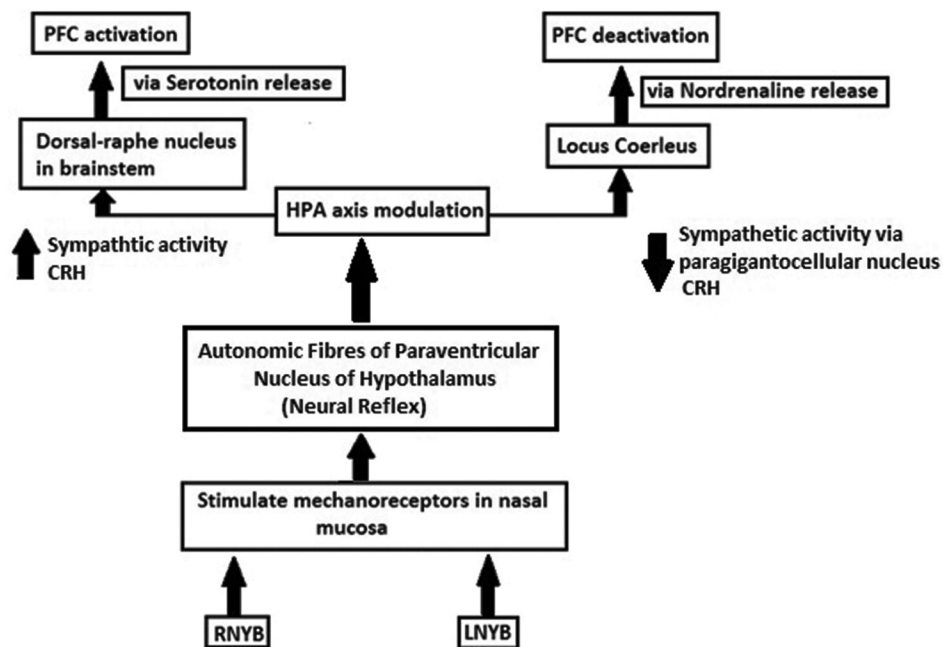 PFC activation
PFC deactivation
via Serotonin release
via Nordrenaline release
Dorsal-raphe nucleus
in brainstem
Locus Coerleus
HPA axis modulation
Sympathtic activity
CRH
Sympathetic activity via
paragigantocellular nucleus
CRH
Autonomic Fibres of Paraventricular
Nucleus of Hypothalamus
(Neural Reflex)
Stimulate mechanoreceptors in nasal
mucosa
RNYB
LNYB